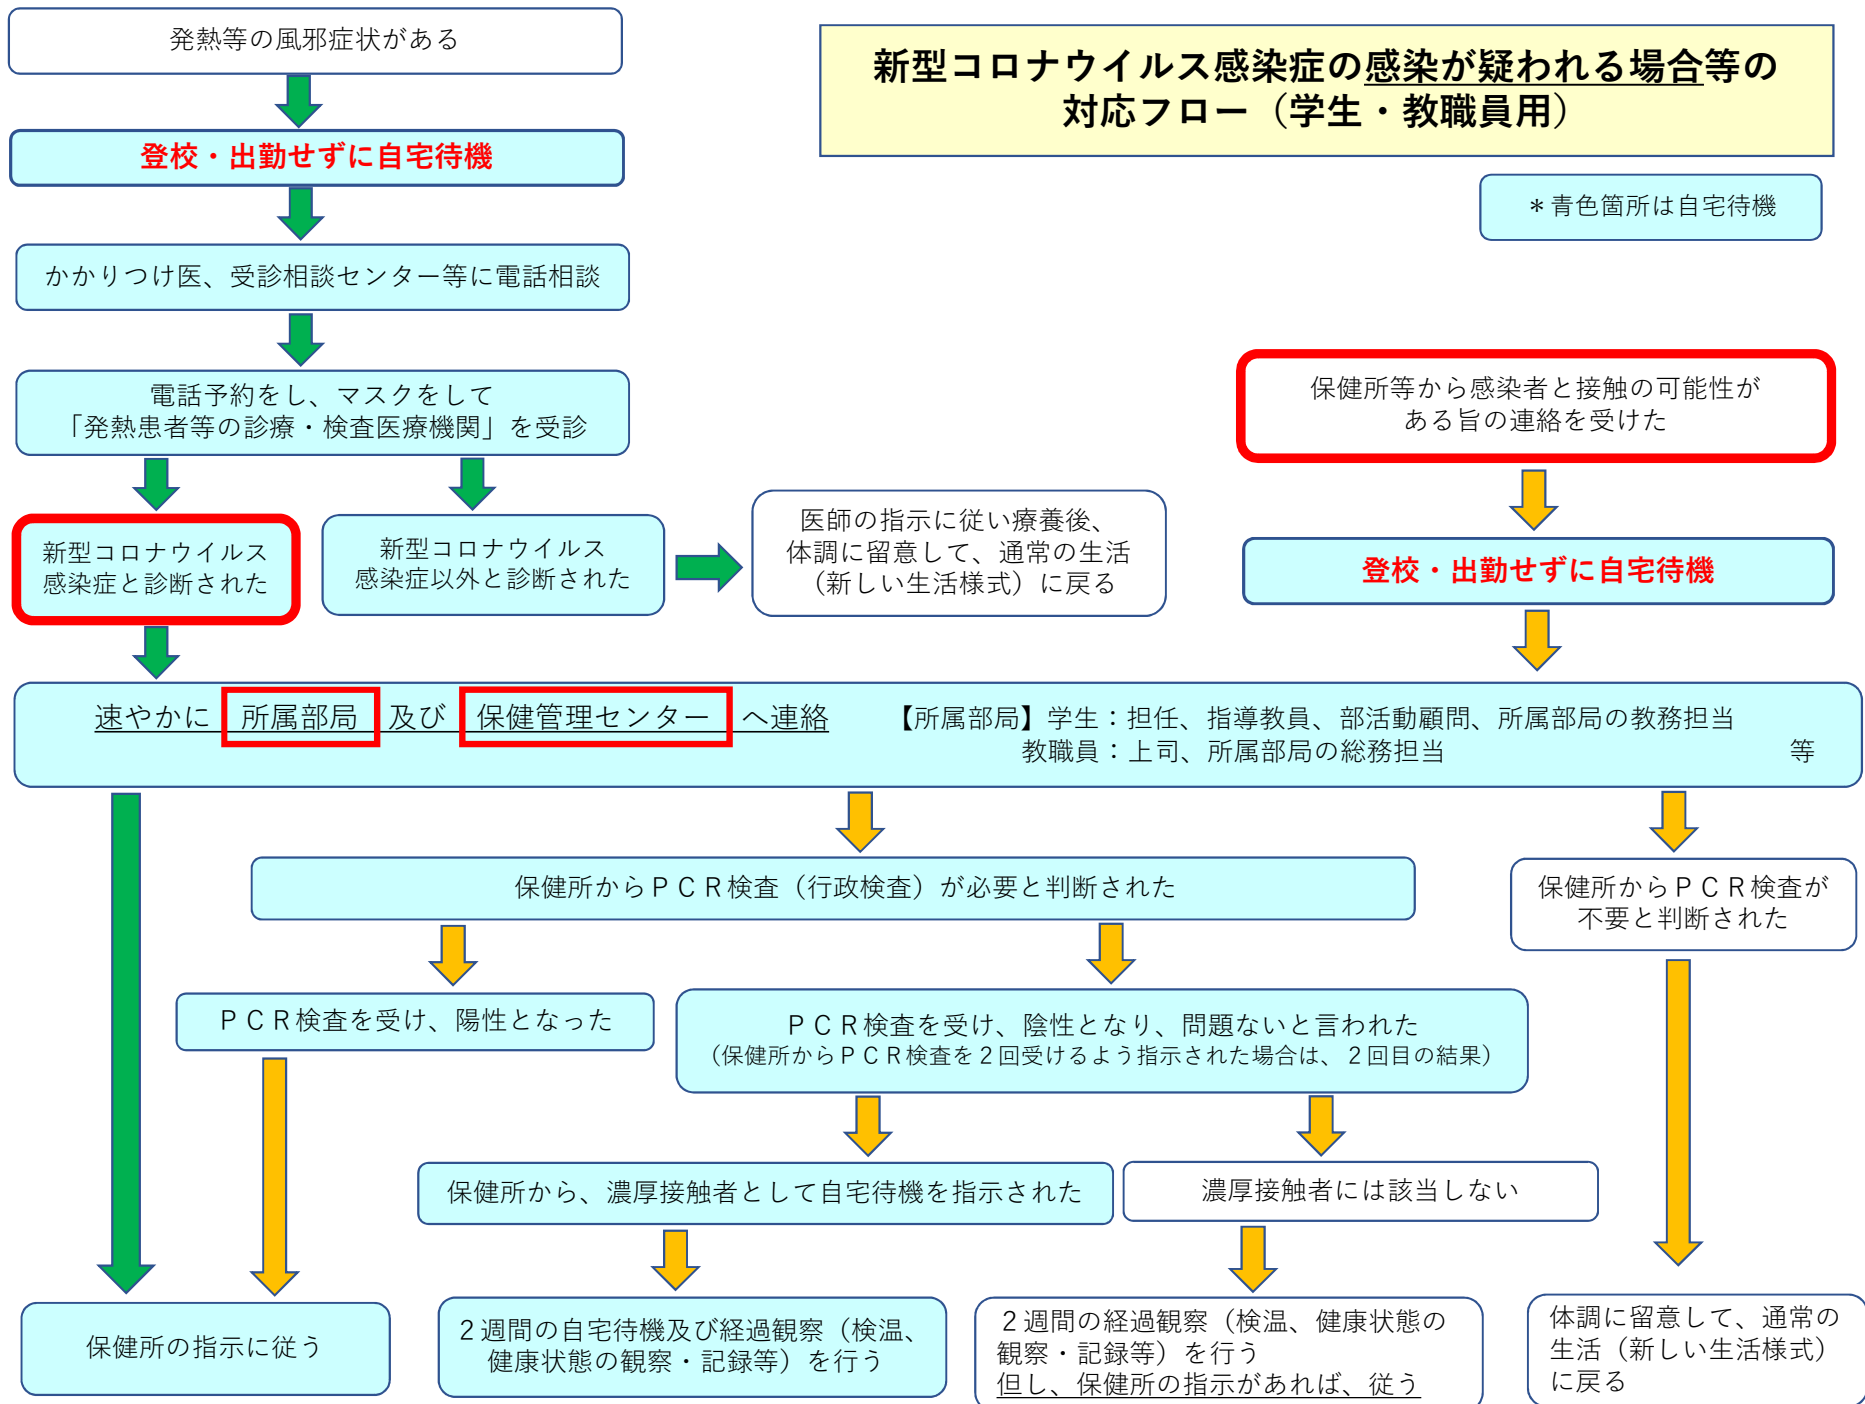 発熱等の風邪症状がある
新型コロナウイルス感染症の感染が疑われる場合等の
対応フロー（学生・教職員用）
登校・出勤せずに自宅待機
＊青色箇所は自宅待機
かかりつけ医、受診相談センター等に電話相談
電話予約をし、マスクをして
「発熱患者等の診療・検査医療機関」を受診
保健所等から感染者と接触の可能性が
ある旨の連絡を受けた
新型コロナウイルス
感染症と診断された
新型コロナウイルス
感染症以外と診断された
医師の指示に従い療養後、
体調に留意して、通常の生活
（新しい生活様式）に戻る
登校・出勤せずに自宅待機
速やかに 所属部局 及び 保健管理センター へ連絡
【所属部局】学生：担任、指導教員、部活動顧問、所属部局の教務担当
教職員：上司、所属部局の総務担当 等
保健所からＰＣＲ検査（行政検査）が必要と判断された
保健所からＰＣＲ検査が
不要と判断された
ＰＣＲ検査を受け、陽性となった
ＰＣＲ検査を受け、陰性となり、問題ないと言われた
（保健所からＰＣＲ検査を２回受けるよう指示された場合は、２回目の結果）
保健所から、濃厚接触者として自宅待機を指示された
濃厚接触者には該当しない
保健所の指示に従う
２週間の自宅待機及び経過観察（検温、
健康状態の観察・記録等）を行う
２週間の経過観察（検温、健康状態の
観察・記録等）を行う
但し、保健所の指示があれば、従う
体調に留意して、通常の
生活（新しい生活様式）
に戻る